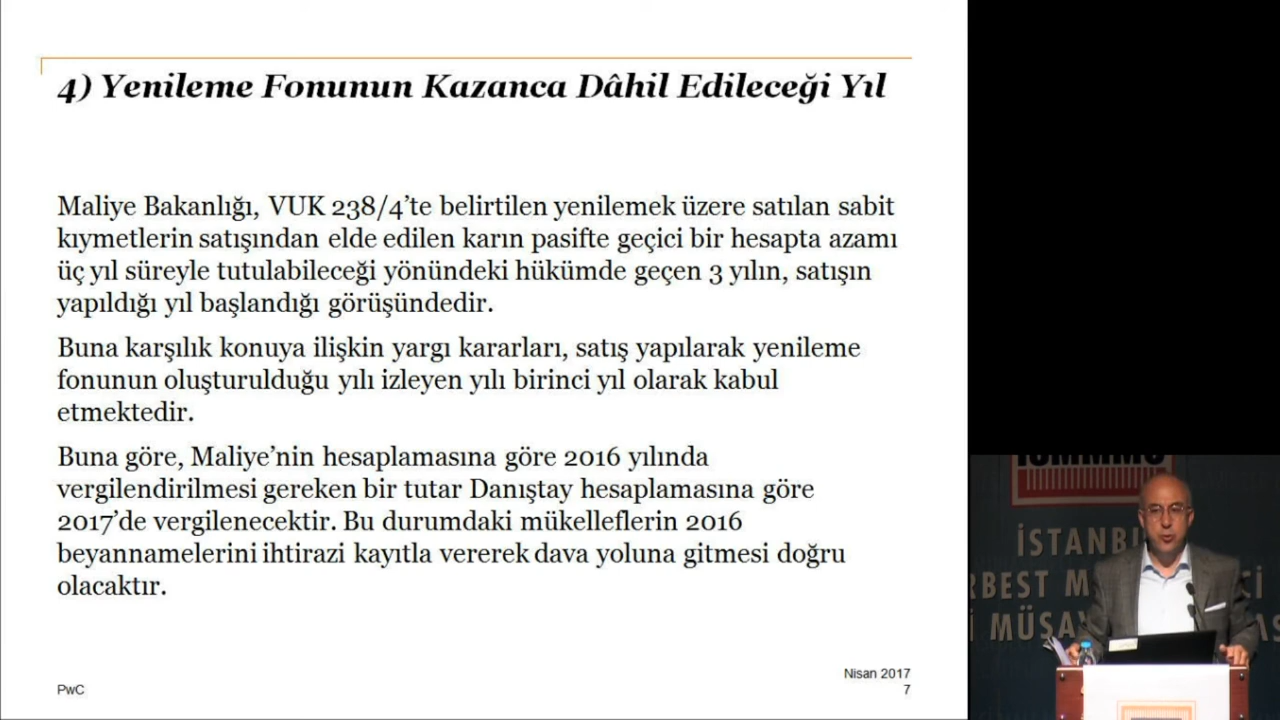 4) Yenileme Fonunun Kazanca Dâhil Edileceği Yıl
Maliye Bakanlığı, VUK 238/4’te belirtilen yenilemek üzere satılan sabit
kıymetlerin satışından elde edilen karın pasifte geçici bir hesapta azamı
üç yıl süreyle tutulabileceği yönündeki hükümde geçen 3 yılın, satışın
yapıldığı yıl başlandığı görüşündedir.
Buna karşılık konuya ilişkin yargı kararları, satış yapılarak yenileme
fonunun oluşturulduğu yılı izleyen yılı birinci yıl olarak kabul
etmektedir.
Buna göre, Maliye’nin hesaplamasına göre 2016 yılında
vergilendirilmesi gereken bir tutar Danıştay hesaplamasına göre
2017’de vergilenecektir. Bu durumdaki mükelleflerin 2016
beyannamelerini ihtirazi kayıtla vererek dava yoluna gitmesi doğru
olacaktır.
PwC
Nisan 2017
7